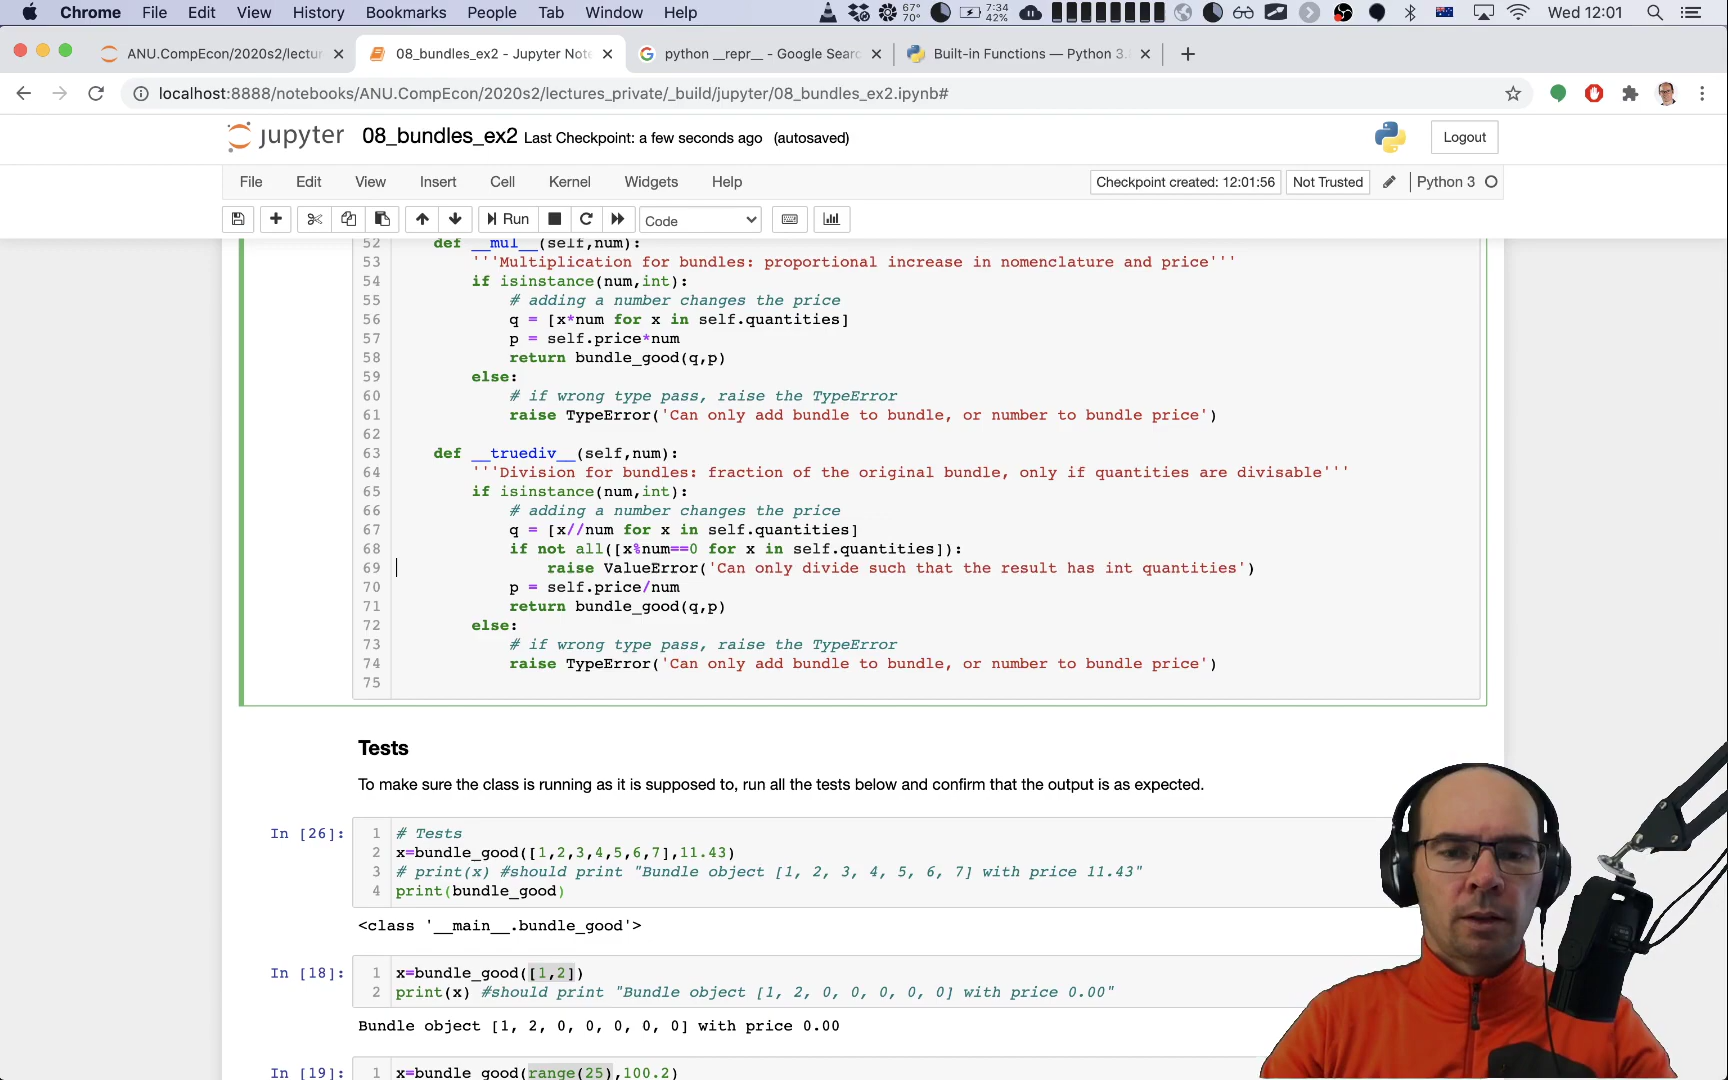 Chrome File Edit View History Bookmarks People Tab Window Help 67° 70° 7:34 42% Wed 12:01
ANU.CompEcon/2020s2/lectur 08_bundles_ex2 - Jupyter Note python __repr__ - Google Searc Built-in Functions — Python 3.
localhost:8888/notebooks/ANU.CompEcon/2020s2/lectures_private/_build/jupyter/08_bundles_ex2.ipynb#
jupyter 08_bundles_ex2 Last Checkpoint: a few seconds ago (autosaved) Logout
File Edit View Insert Cell Kernel Widgets Help Checkpoint created: 12:01:56 Not Trusted Python 3
Run Code
52 def __mul__(self,num):
53 '''Multiplication for bundles: proportional increase in nomenclature and price'''
54 if isinstance(num,int):
55 # adding a number changes the price
56 q = [x*num for x in self.quantities]
57 p = self.price*num
58 return bundle_good(q,p)
59 else:
60 # if wrong type pass, raise the TypeError
61 raise TypeError('Can only add bundle to bundle, or number to bundle price')
62
63 def __truediv__(self,num):
64 '''Division for bundles: fraction of the original bundle, only if quantities are divisable'''
65 if isinstance(num,int):
66 # adding a number changes the price
67 q = [x//num for x in self.quantities]
68 if not all([x%num==0 for x in self.quantities]):
69 raise ValueError('Can only divide such that the result has int quantities')
70 p = self.price/num
71 return bundle_good(q,p)
72 else:
73 # if wrong type pass, raise the TypeError
74 raise TypeError('Can only add bundle to bundle, or number to bundle price')
75
Tests
To make sure the class is running as it is supposed to, run all the tests below and confirm that the output is as expected.
In [26]: 1 # Tests
2 x=bundle_good([1,2,3,4,5,6,7],11.43)
3 # print(x) #should print "Bundle object [1, 2, 3, 4, 5, 6, 7] with price 11.43"
4 print(bundle_good)
<class '__main__.bundle_good'>
In [18]: 1 x=bundle_good([1,2])
2 print(x) #should print "Bundle object [1, 2, 0, 0, 0, 0, 0] with price 0.00"
Bundle object [1, 2, 0, 0, 0, 0, 0] with price 0.00
In [19]: 1 x=bundle_good(range(25),100.2)